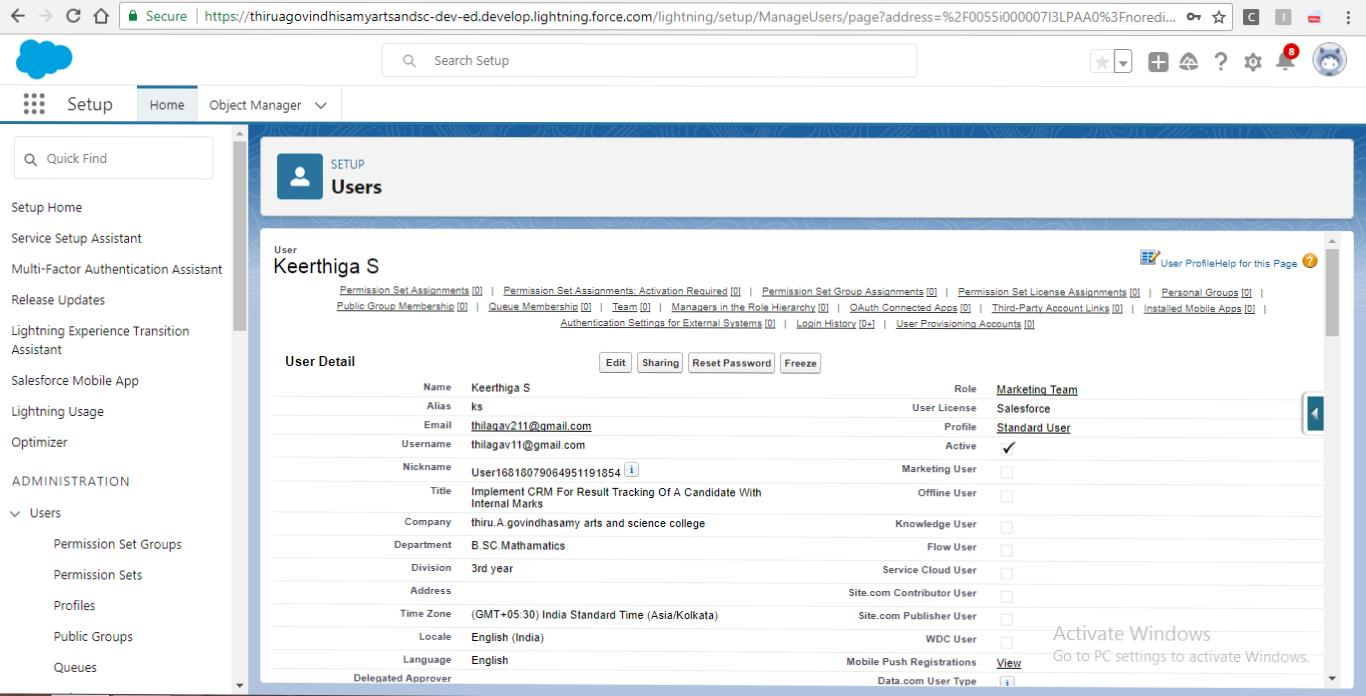 Secure https://thiruagovindhisamyartsandsc-dev-ed.develop.lightning.force.com/lightning/setup/ManageUsers/page?address=%2F0055i000007I3LPAA0%3Fnoredi...
Search Setup
8
Setup Home Object Manager
Quick Find
Setup Home
Service Setup Assistant
Multi-Factor Authentication Assistant
Release Updates
Lightning Experience Transition
Assistant
Salesforce Mobile App
Lightning Usage
Optimizer
ADMINISTRATION
Users
Permission Set Groups
Permission Sets
Profiles
Public Groups
Queues
SETUP
Users
User
Keerthiga S
User Profile Help for this Page ?
Permission Set Assignments [0] | Permission Set Assignments: Activation Required [0] | Permission Set Group Assignments [0] | Permission Set License Assignments [0] | Personal Groups [0] |
Public Group Membership [0] | Queue Membership [0] | Team [0] | Managers in the Role Hierarchy [0] | OAuth Connected Apps [0] | Third-Party Account Links [0] | Installed Mobile Apps [0] |
Authentication Settings for External Systems [0] | Login History [0+] | User Provisioning Accounts [0]
User Detail Edit Sharing Reset Password Freeze
Name Keerthiga S
Alias ks
Email thilagav211@gmail.com
Username thilagav11@gmail.com
Nickname User16818079064951191854 i
Title Implement CRM For Result Tracking Of A Candidate With
Internal Marks
Company thiru.A.govindhasamy arts and science college
Department B.SC.Mathamatics
Division 3rd year
Address
Time Zone (GMT+05:30) India Standard Time (Asia/Kolkata)
Locale English (India)
Language English
Delegated Approver
Role Marketing Team
User License Salesforce
Profile Standard User
Active
Marketing User
Offline User
Knowledge User
Flow User
Service Cloud User
Site.com Contributor User
Site.com Publisher User
WDC User
Mobile Push Registrations View
Data.com User Type i
Activate Windows
Go to PC settings to activate Windows.